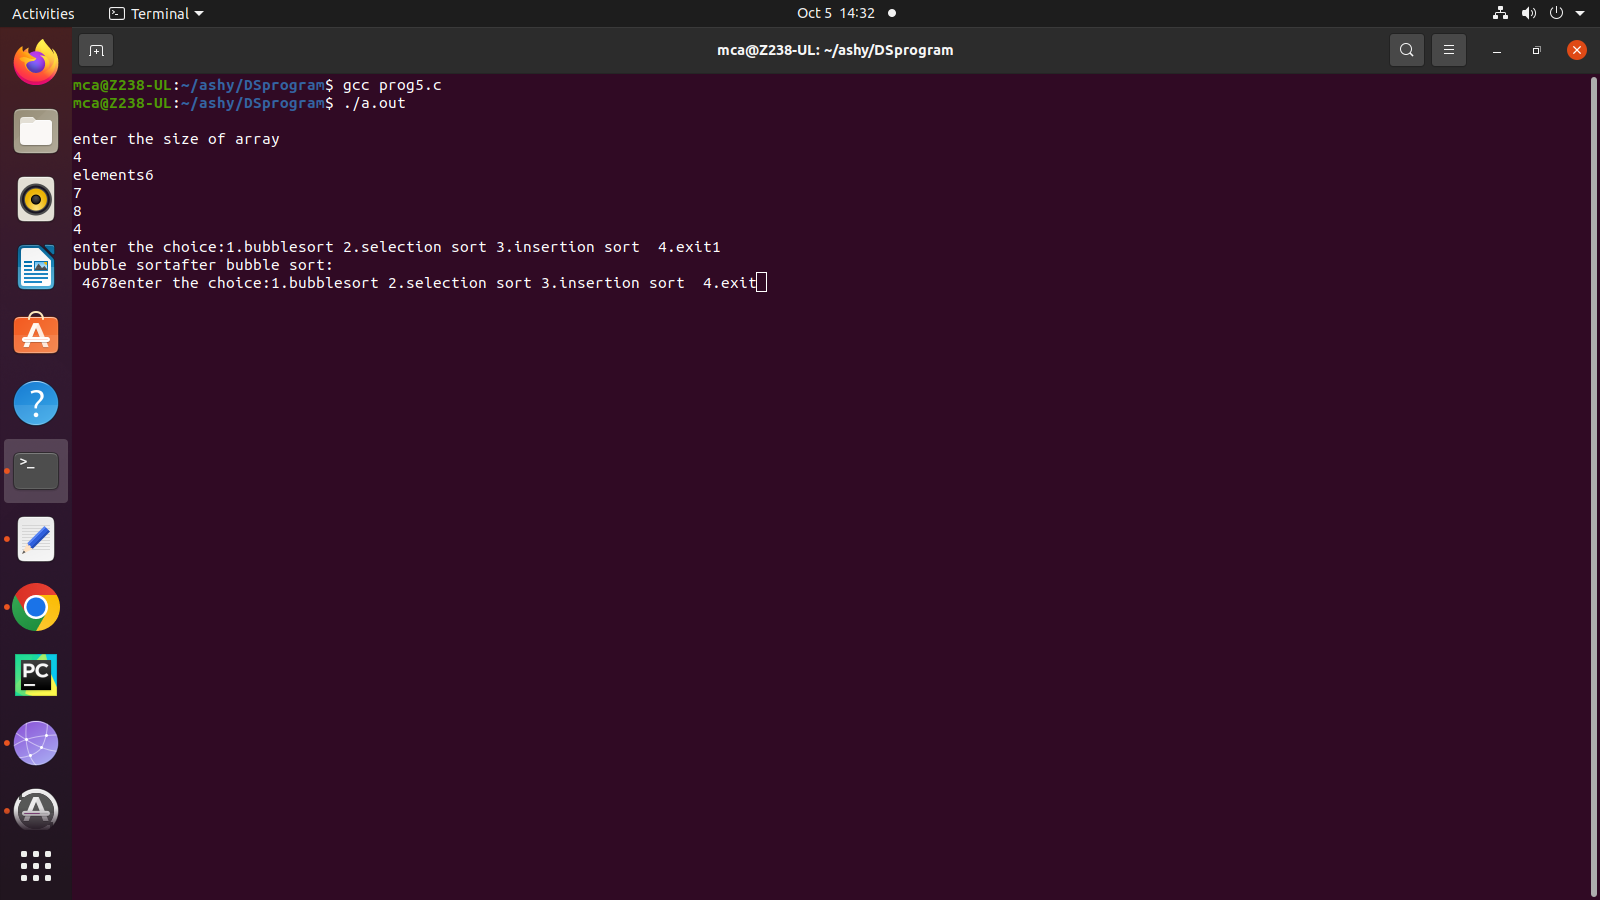 Activities Terminal Oct 5 14:32
mca@Z238-UL: ~/ashy/DSprogram
mca@Z238-UL:~/ashy/DSprogram$ gcc prog5.c
mca@Z238-UL:~/ashy/DSprogram$ ./a.out
enter the size of array
4
elements6
7
8
4
enter the choice:1.bubblesort 2.selection sort 3.insertion sort  4.exit1
bubble sortafter bubble sort:
 4678enter the choice:1.bubblesort 2.selection sort 3.insertion sort  4.exit
?
>_
PC